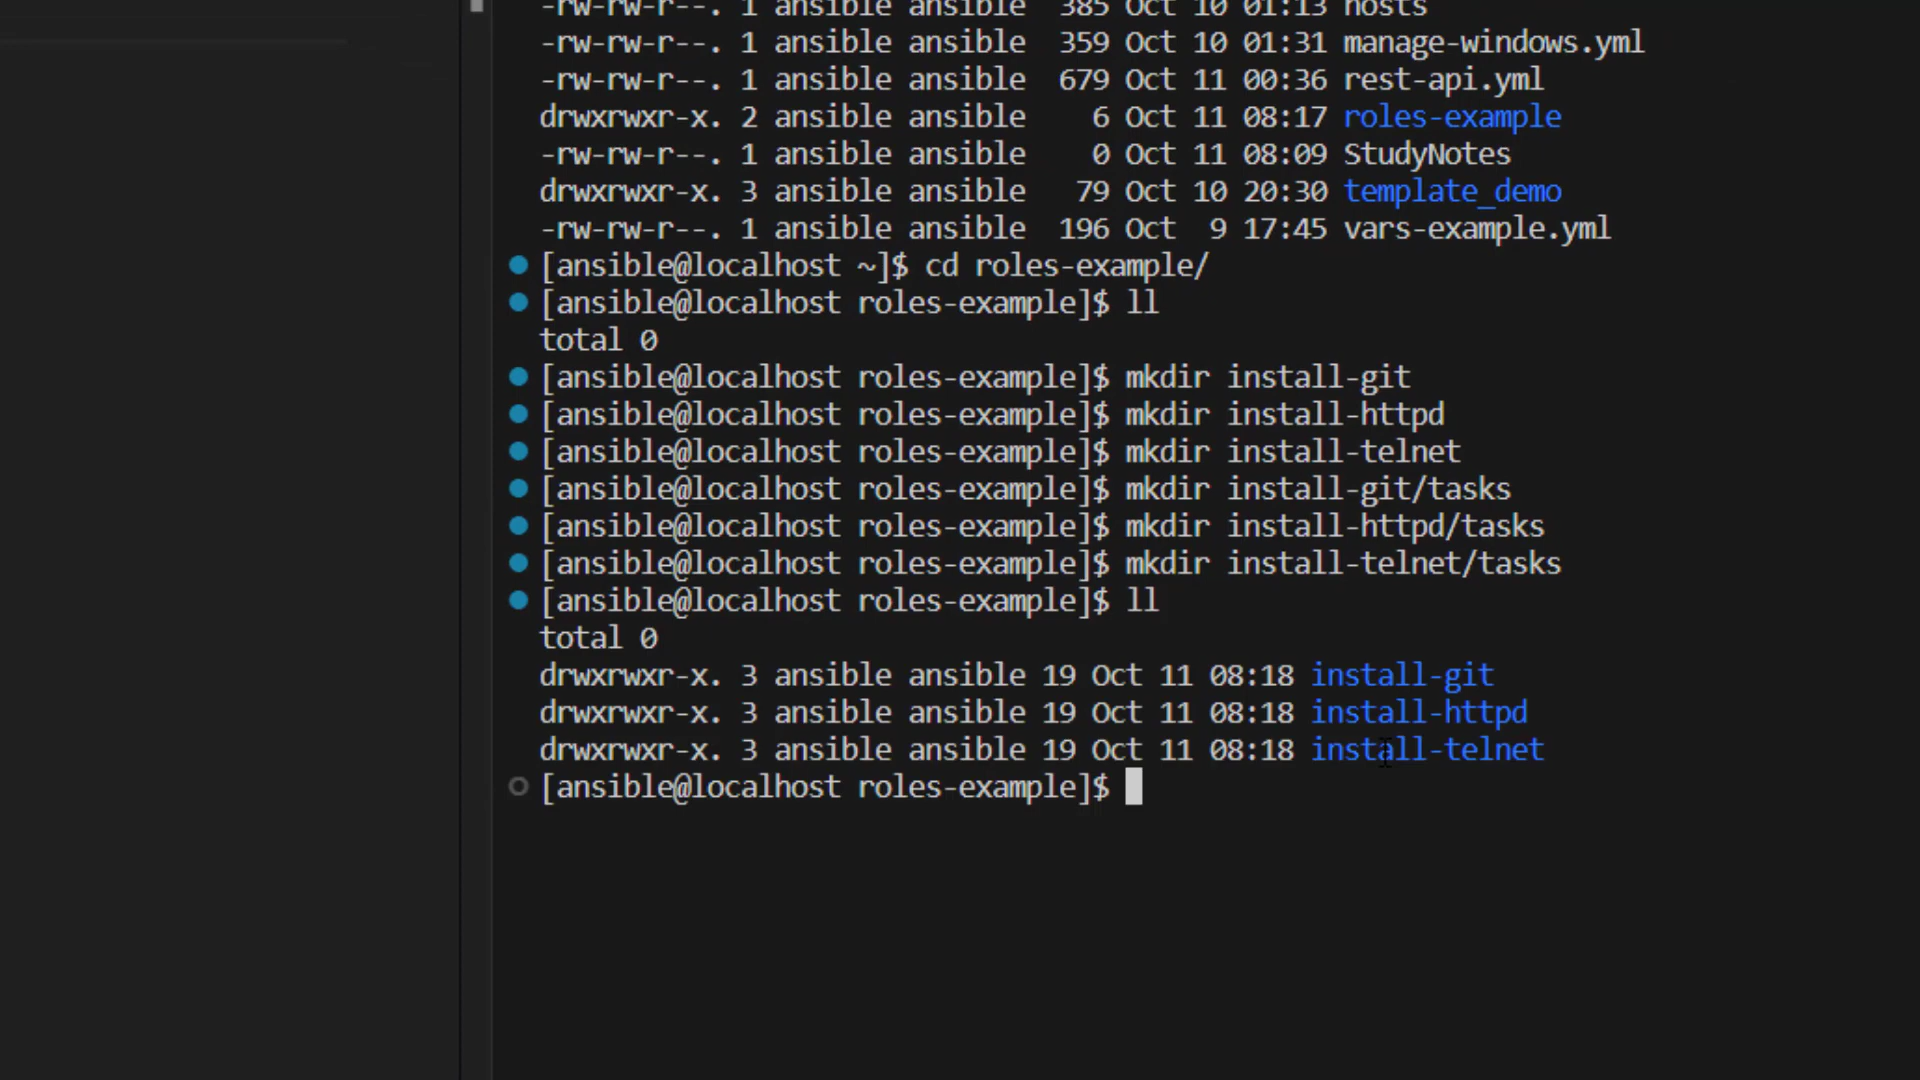 -rw-rw-r--. 1 ansible ansible  385 Oct 10 01:13 hosts
-rw-rw-r--. 1 ansible ansible  359 Oct 10 01:31 manage-windows.yml
-rw-rw-r--. 1 ansible ansible  679 Oct 11 00:36 rest-api.yml
drwxrwxr-x. 2 ansible ansible    6 Oct 11 08:17 roles-example
-rw-rw-r--. 1 ansible ansible    0 Oct 11 08:09 StudyNotes
drwxrwxr-x. 3 ansible ansible   79 Oct 10 20:30 template_demo
-rw-rw-r--. 1 ansible ansible  196 Oct  9 17:45 vars-example.yml
[ansible@localhost ~]$ cd roles-example/
[ansible@localhost roles-example]$ ll
total 0
[ansible@localhost roles-example]$ mkdir install-git
[ansible@localhost roles-example]$ mkdir install-httpd
[ansible@localhost roles-example]$ mkdir install-telnet
[ansible@localhost roles-example]$ mkdir install-git/tasks
[ansible@localhost roles-example]$ mkdir install-httpd/tasks
[ansible@localhost roles-example]$ mkdir install-telnet/tasks
[ansible@localhost roles-example]$ ll
total 0
drwxrwxr-x. 3 ansible ansible 19 Oct 11 08:18 install-git
drwxrwxr-x. 3 ansible ansible 19 Oct 11 08:18 install-httpd
drwxrwxr-x. 3 ansible ansible 19 Oct 11 08:18 install-telnet
[ansible@localhost roles-example]$